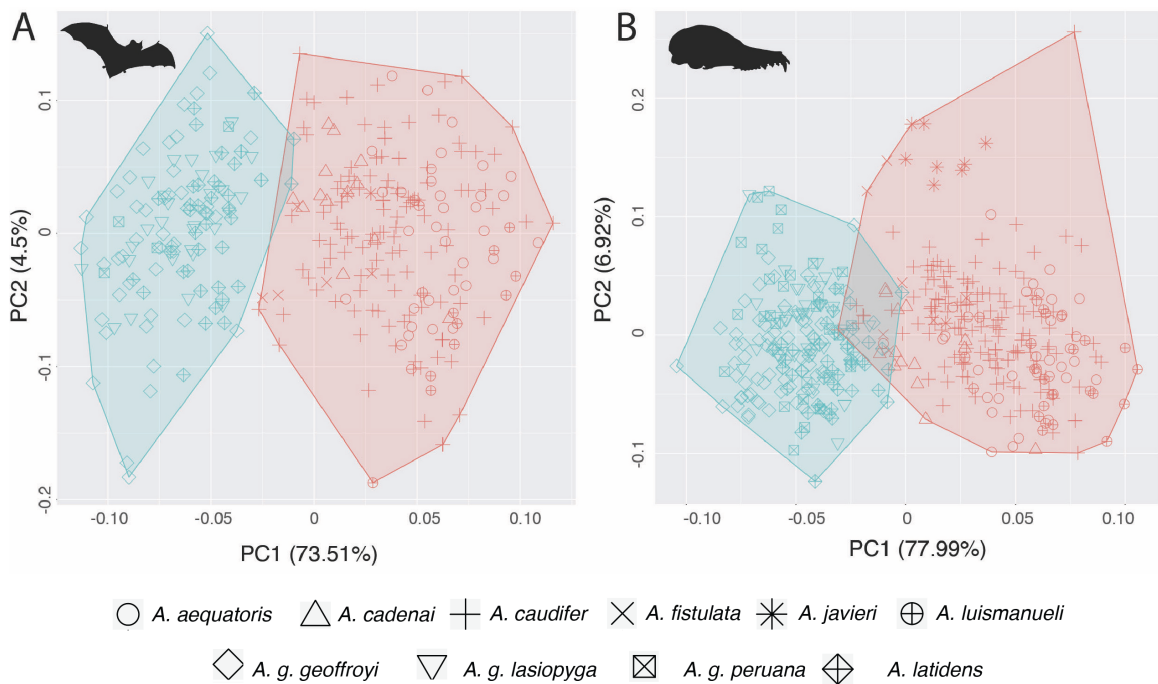 A
B
PC2 (4.5%)
0.1
0
-0.1
-0.2
-0.10
-0.05
0
0.05
0.10
PC1 (73.51%)
PC2 (6.92%)
0.2
0.1
0
-0.1
-0.10
-0.05
0
0.05
0.10
PC1 (77.99%)
A. aequatoris A. cadenai A. caudifer A. fistulata A. javieri A. luismanueli
A. g. geoffroyi A. g. lasiopyga A. g. peruana A. latidens